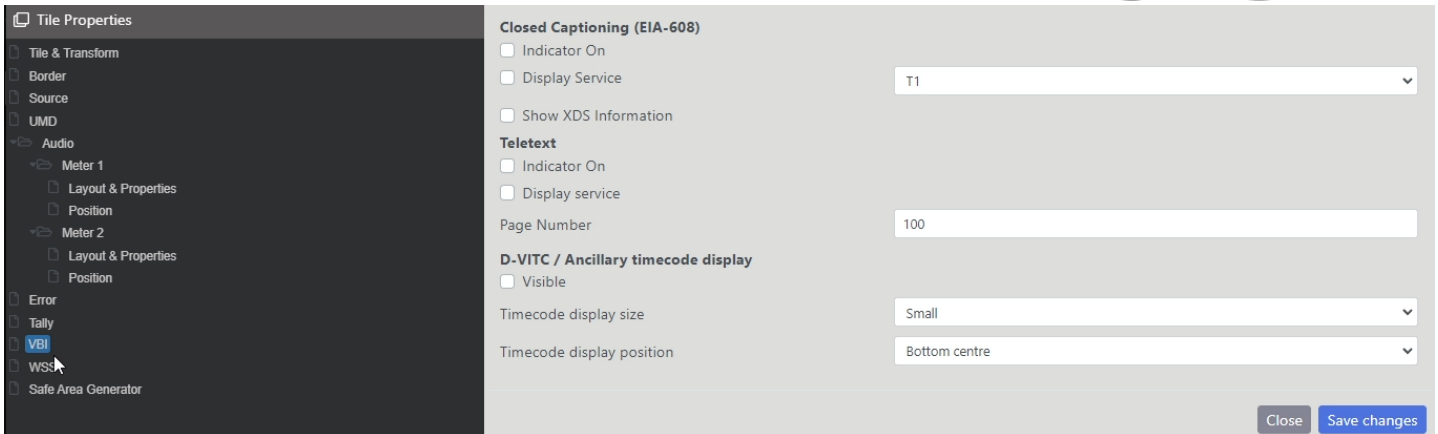 Tile Properties
Tile & Transform
Border
Source
UMD
Audio
Meter 1
Layout & Properties
Position
Meter 2
Layout & Properties
Position
Error
Tally
VBI
WSS
Safe Area Generator
Closed Captioning (EIA-608)
Indicator On
Display Service T1
Show XDS Information
Teletext
Indicator On
Display service
Page Number 100
D-VITC / Ancillary timecode display
Visible
Timecode display size Small
Timecode display position Bottom centre
Close Save changes